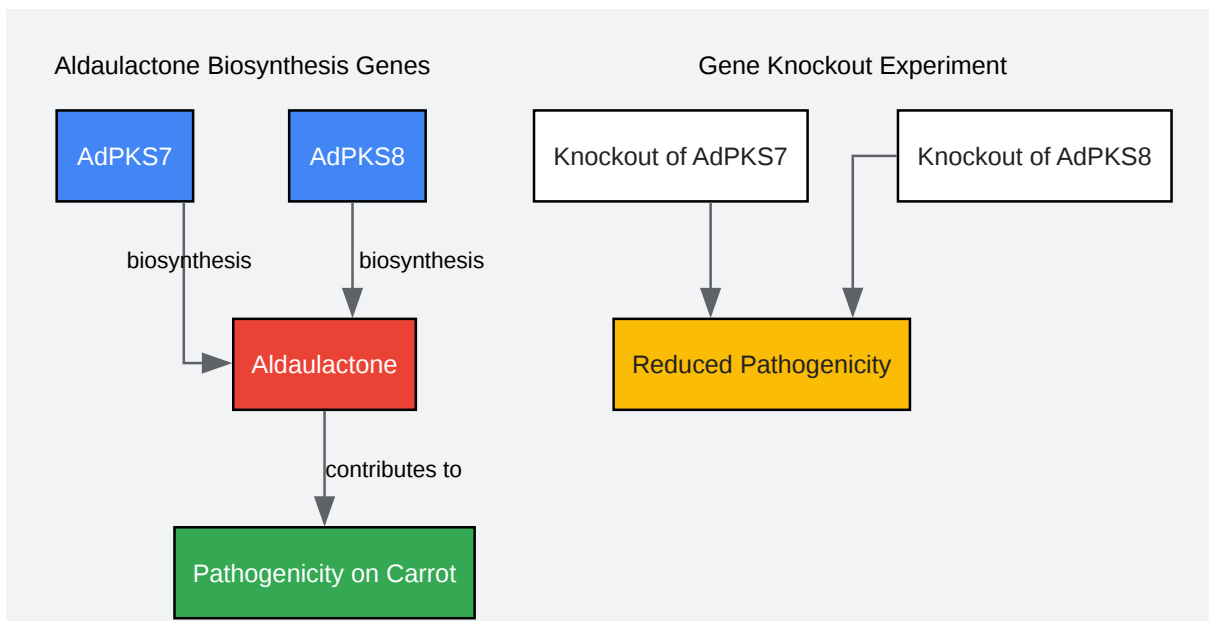 Aldaulactone Biosynthesis Genes
Gene Knockout Experiment
AdPKS7
AdPKS8
Knockout of AdPKS7
Knockout of AdPKS8
biosynthesis
biosynthesis
Aldaulactone
Reduced Pathogenicity
contributes to
Pathogenicity on Carrot